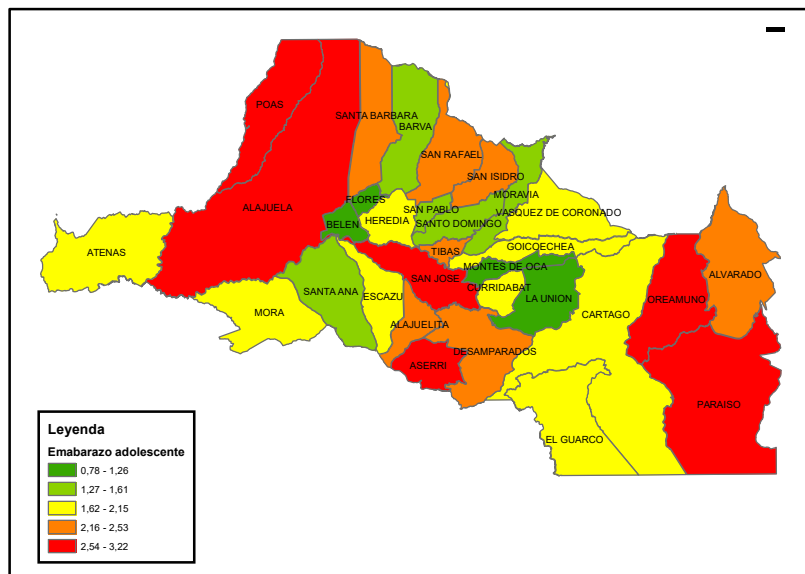 POAS
SANTA BARBARA
BARVA
SAN RAFAEL
SAN ISIDRO
FLORES
MORAVIA
ALAJUELA
SAN PABLO
VASQUEZ DE CORONADO
BELEN
HEREDIA
SANTO DOMINGO
ATENAS
TIBAS
GOICOECHEA
MONTES DE OCA
ALVARADO
SAN JOSE
SANTA ANA
ESCAZU
CURRIDABAT
LA UNION
OREAMUNO
MORA
CARTAGO
ALAJUELITA
DESAMPARADOS
ASERRI
PARAISO
EL GUARCO
Leyenda
Emabarazo adolescente
0,78 - 1,26
1,27 - 1,61
1,62 - 2,15
2,16 - 2,53
2,54 - 3,22